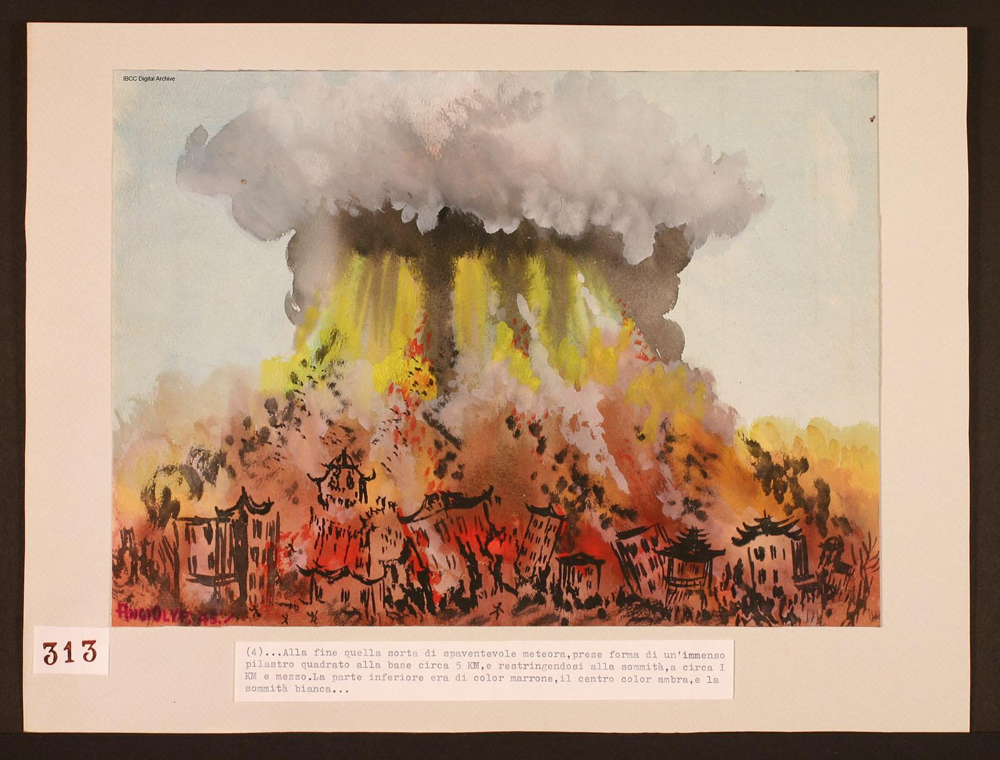 IBCC Digital Archive
ANGIOLYF. 45.
313
(4)...Alla fine quella sorta di spaventevole meteora,prese forma di un'immenso
pilastro quadrato alla base circa 5 KM,e restringendosi alla sommità,a circa I
KM e mezzo.La parte inferiore era di color marrone,il centro color ambra,e la
sommità bianca...